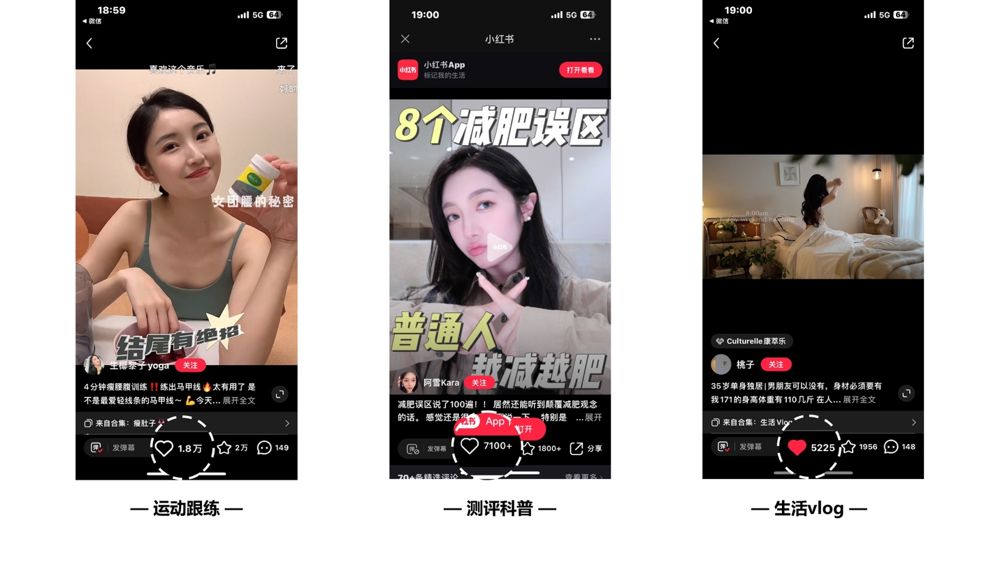 18:59
5G 64
微信
喜欢这个音乐🎵
来了
好的
女团腰的秘密
结尾有绝招
生椰黎子yoga
关注
4分钟瘦腰腹训练‼️练出马甲线🔥太有用了 是
不是最爱轻线条的马甲线～ 💪今天... 展开全文
来自合集：瘦肚子👙
弹 发弹幕
1.8万
2万
149
— 运动跟练 —
19:00
5G 64
小红书
小红书
小红书App
标记我的生活
打开看看
8个减肥误区
小红书
普通人
越减越肥
阿雪Kara
关注
减肥误区说了100遍！！ 居然还能听到颠覆减肥观念
的话。 感觉还是很 说一下 特别是 ...展开
App
打开
弹 发弹幕
7100+
1800+
分享
70+条精选评论
查看更多
— 测评科普 —
19:00
5G 64
微信
8:00am
happy weekend morning
Culturelle康萃乐
桃子
关注
35岁单身独居|男朋友可以没有，身材必须要有
我171的身高体重有110几斤 在人... 展开全文
来自合集：生活Vlog
弹 发弹幕
5225
1956
148
— 生活vlog —